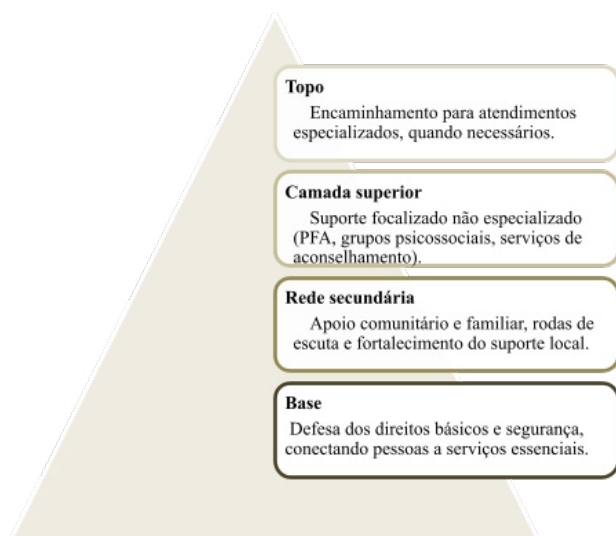 Topo
Encaminhamento para atendimentos
especializados, quando necessários.
Camada superior
Suporte focalizado não especializado
(PFA, grupos psicossociais, serviços de
aconselhamento).
Rede secundária
Apoio comunitário e familiar, rodas de
escuta e fortalecimento do suporte local.
Base
Defesa dos direitos básicos e segurança,
conectando pessoas a serviços essenciais.